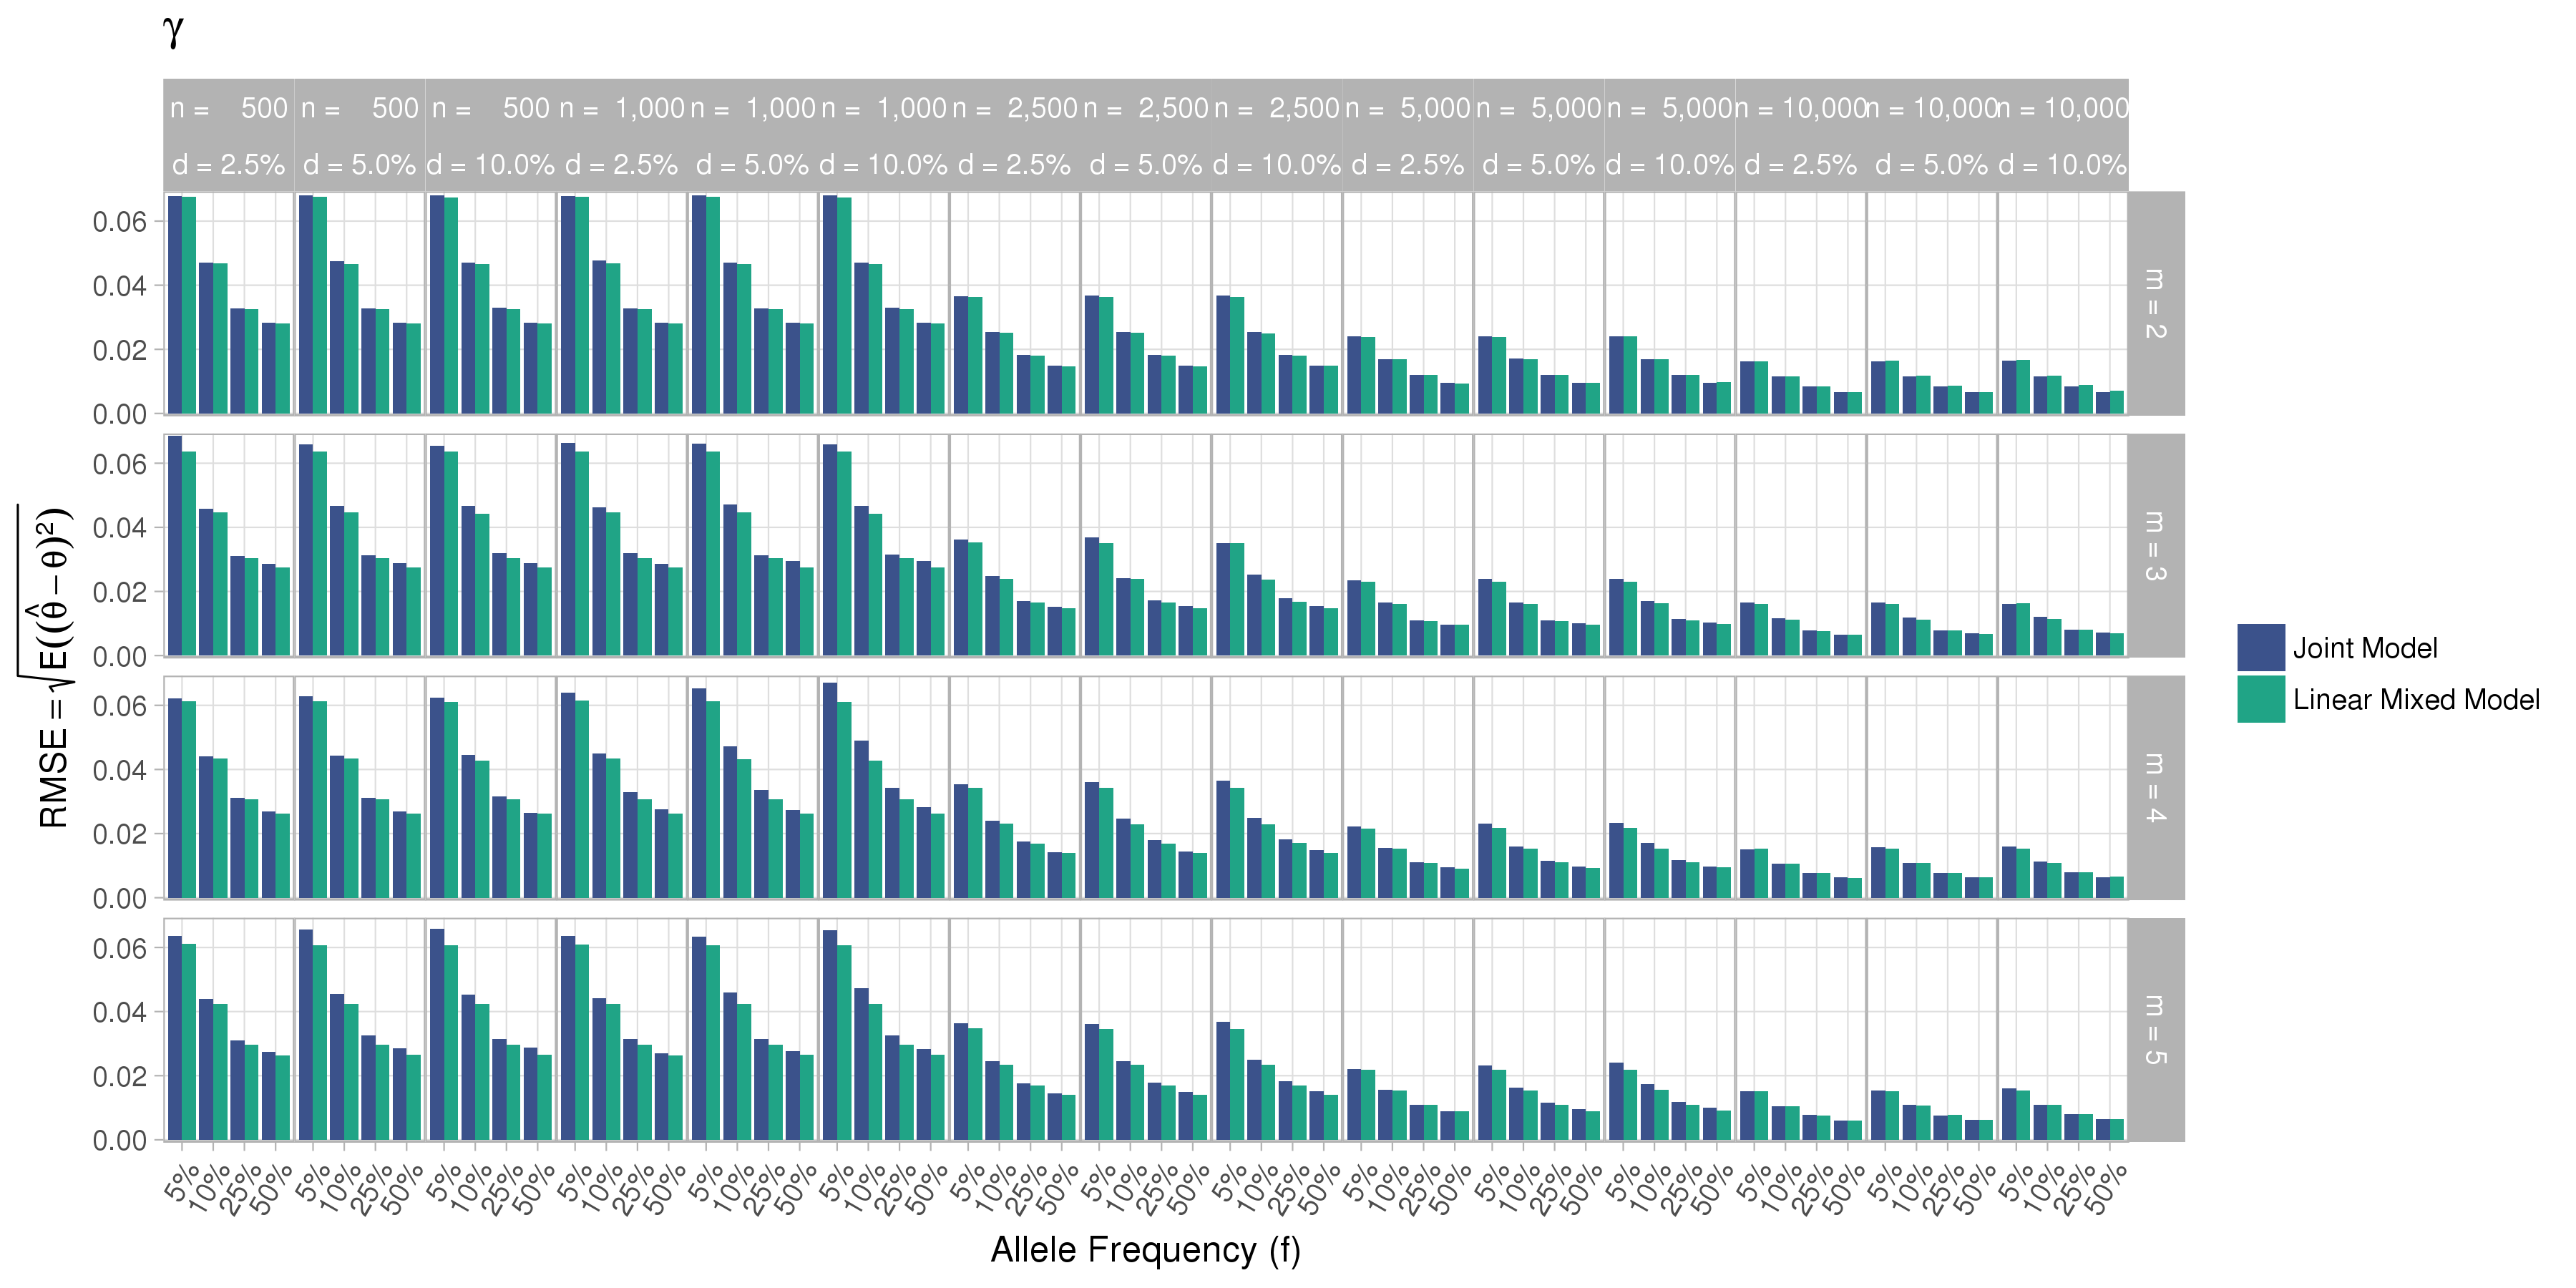 γ
n = 500 n = 500 n = 500 n = 1,000 n = 1,000 n = 1,000 n = 2,500 n = 2,500 n = 2,500 n = 5,000 n = 5,000 n = 5,000 n = 10,000 n = 10,000 n = 10,000
d = 2.5% d = 5.0% d = 10.0% d = 2.5% d = 5.0% d = 10.0% d = 2.5% d = 5.0% d = 10.0% d = 2.5% d = 5.0% d = 10.0% d = 2.5% d = 5.0% d = 10.0%
RMSE = √E((θ̂ − θ)²)
0.06
0.04
0.02
0.00
m = 2
0.06
0.04
0.02
0.00
m = 3
0.06
0.04
0.02
0.00
m = 4
0.06
0.04
0.02
0.00
m = 5
5% 10% 25% 50% 5% 10% 25% 50% 5% 10% 25% 50% 5% 10% 25% 50% 5% 10% 25% 50% 5% 10% 25% 50% 5% 10% 25% 50% 5% 10% 25% 50% 5% 10% 25% 50% 5% 10% 25% 50% 5% 10% 25% 50% 5% 10% 25% 50% 5% 10% 25% 50% 5% 10% 25% 50% 5% 10% 25% 50%
Allele Frequency (f)
Joint Model
Linear Mixed Model